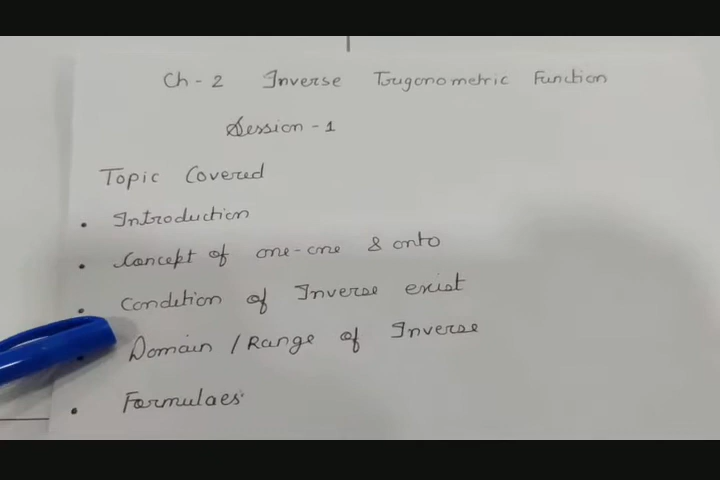 Ch - 2 Inverse Trigonometric Function
Session - 1
Topic Covered
• Introduction
• Concept of one-one & onto
• Condition of Inverse exist
• Domain / Range of Inverse
• Formulaes